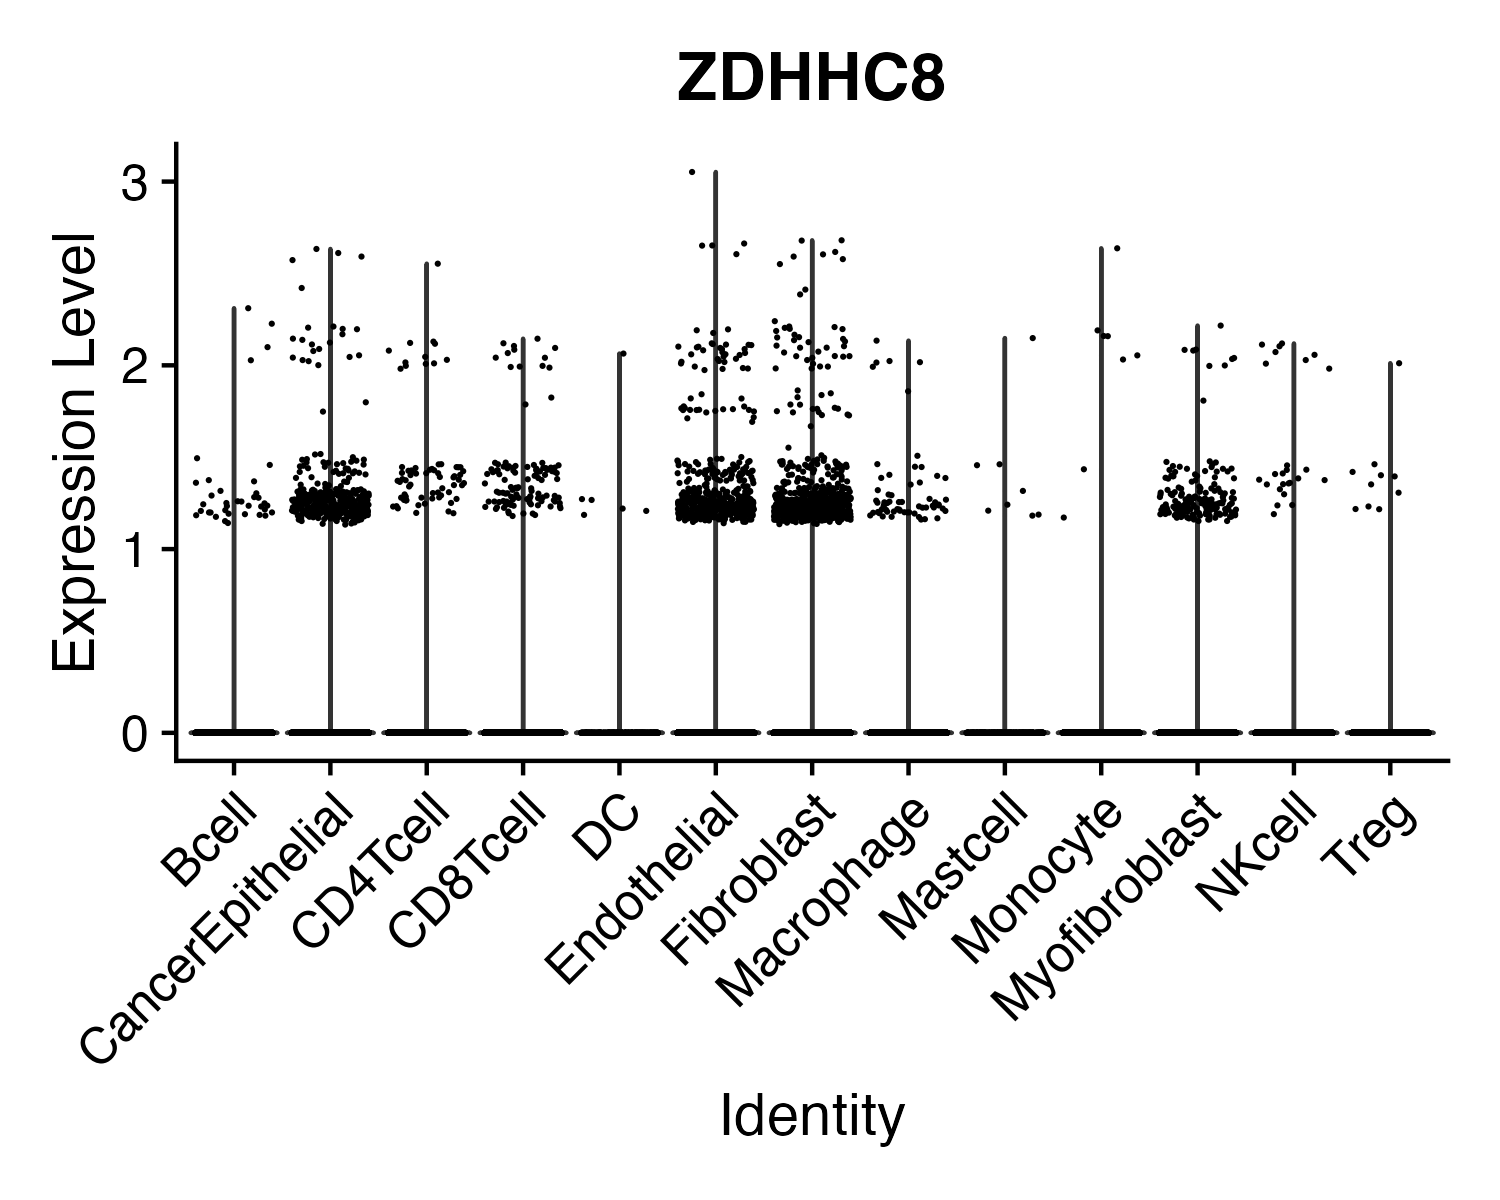 ZDHHC8
Expression Level
3
2
1
0
Bcell
CancerEpithelial
CD4Tcell
CD8Tcell
DC
Endothelial
Fibroblast
Macrophage
Mastcell
Monocyte
Myofibroblast
NKcell
Treg
Identity